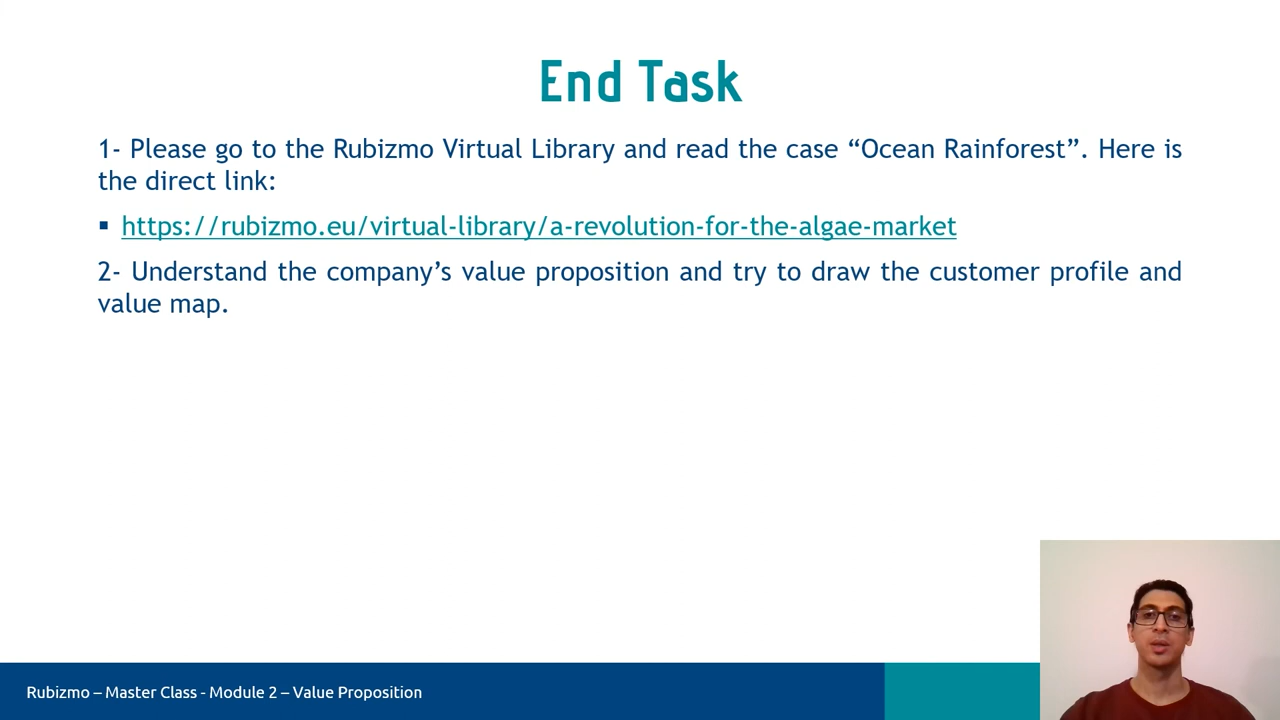 End Task
1- Please go to the Rubizmo Virtual Library and read the case “Ocean Rainforest”. Here is
the direct link:
▪ https://rubizmo.eu/virtual-library/a-revolution-for-the-algae-market
2- Understand the company’s value proposition and try to draw the customer profile and
value map.
Rubizmo – Master Class - Module 2 – Value Proposition